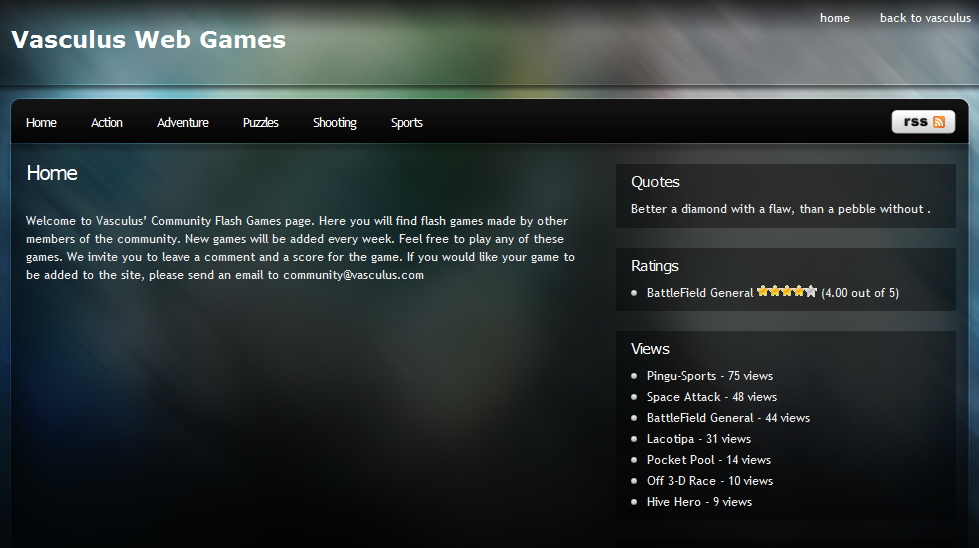 home back to vasculus
Vasculus Web Games
Home Action Adventure Puzzles Shooting Sports rss
Home
Welcome to Vasculus' Community Flash Games page. Here you will find flash games made by other
members of the community. New games will be added every week. Feel free to play any of these
games. We invite you to leave a comment and a score for the game. If you would like your game to
be added to the site, please send an email to community@vasculus.com
Quotes
Better a diamond with a flaw, than a pebble without .
Ratings
BattleField General (4.00 out of 5)
Views
Pingu-Sports - 75 views
Space Attack - 48 views
BattleField General - 44 views
Lacotipa - 31 views
Pocket Pool - 14 views
Off 3-D Race - 10 views
Hive Hero - 9 views